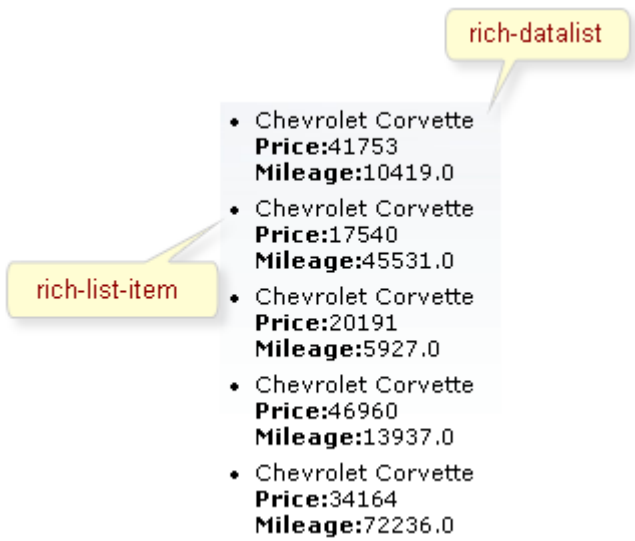 rich-datalist
• Chevrolet Corvette
Price:41753
Mileage:10419.0
• Chevrolet Corvette
Price:17540
Mileage:45531.0
rich-list-item
• Chevrolet Corvette
Price:20191
Mileage:5927.0
• Chevrolet Corvette
Price:46960
Mileage:13937.0
• Chevrolet Corvette
Price:34164
Mileage:72236.0